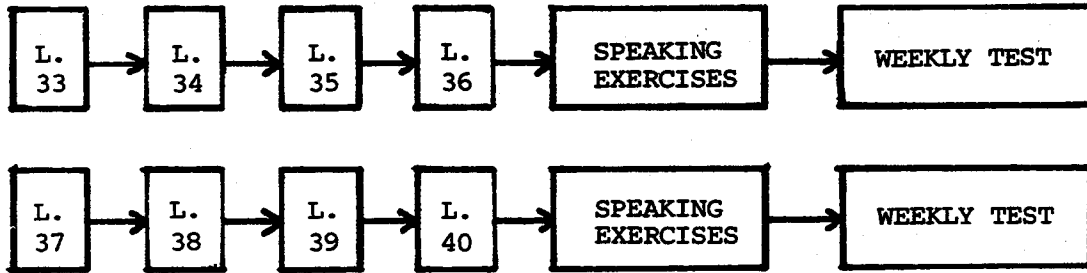 L. 33
L. 34
L. 35
L. 36
SPEAKING
EXERCISES
WEEKLY TEST
L. 37
L. 38
L. 39
L. 40
SPEAKING
EXERCISES
WEEKLY TEST